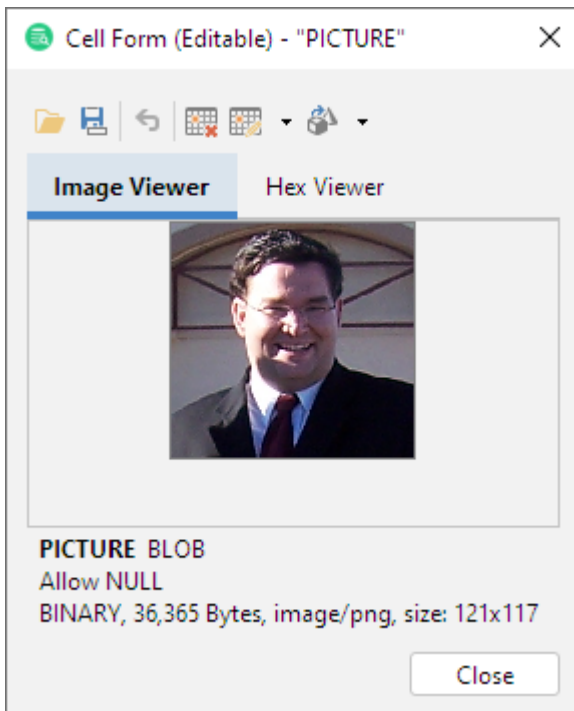 Cell Form (Editable) - "PICTURE"
Image Viewer
Hex Viewer
PICTURE BLOB
Allow NULL
BINARY, 36,365 Bytes, image/png, size: 121x117
Close